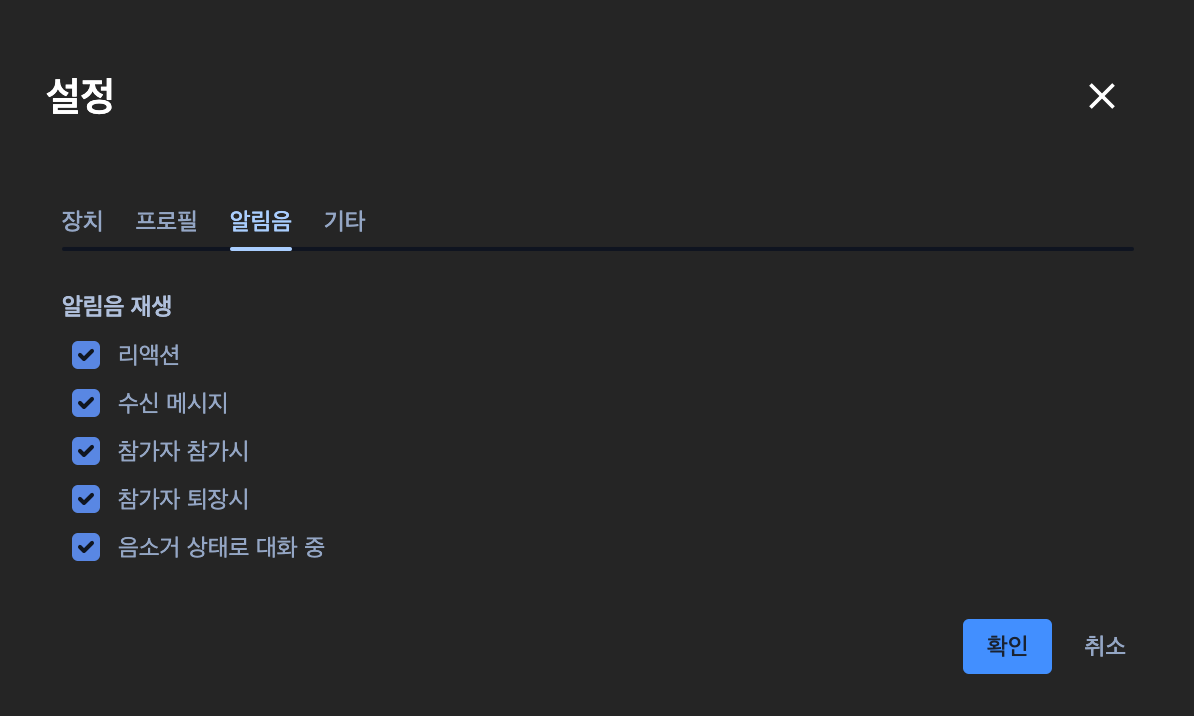 설정
장치 프로필 알림음 기타
알림음 재생
리액션
수신 메시지
참가자 참가시
참가자 퇴장시
음소거 상태로 대화 중
확인 취소